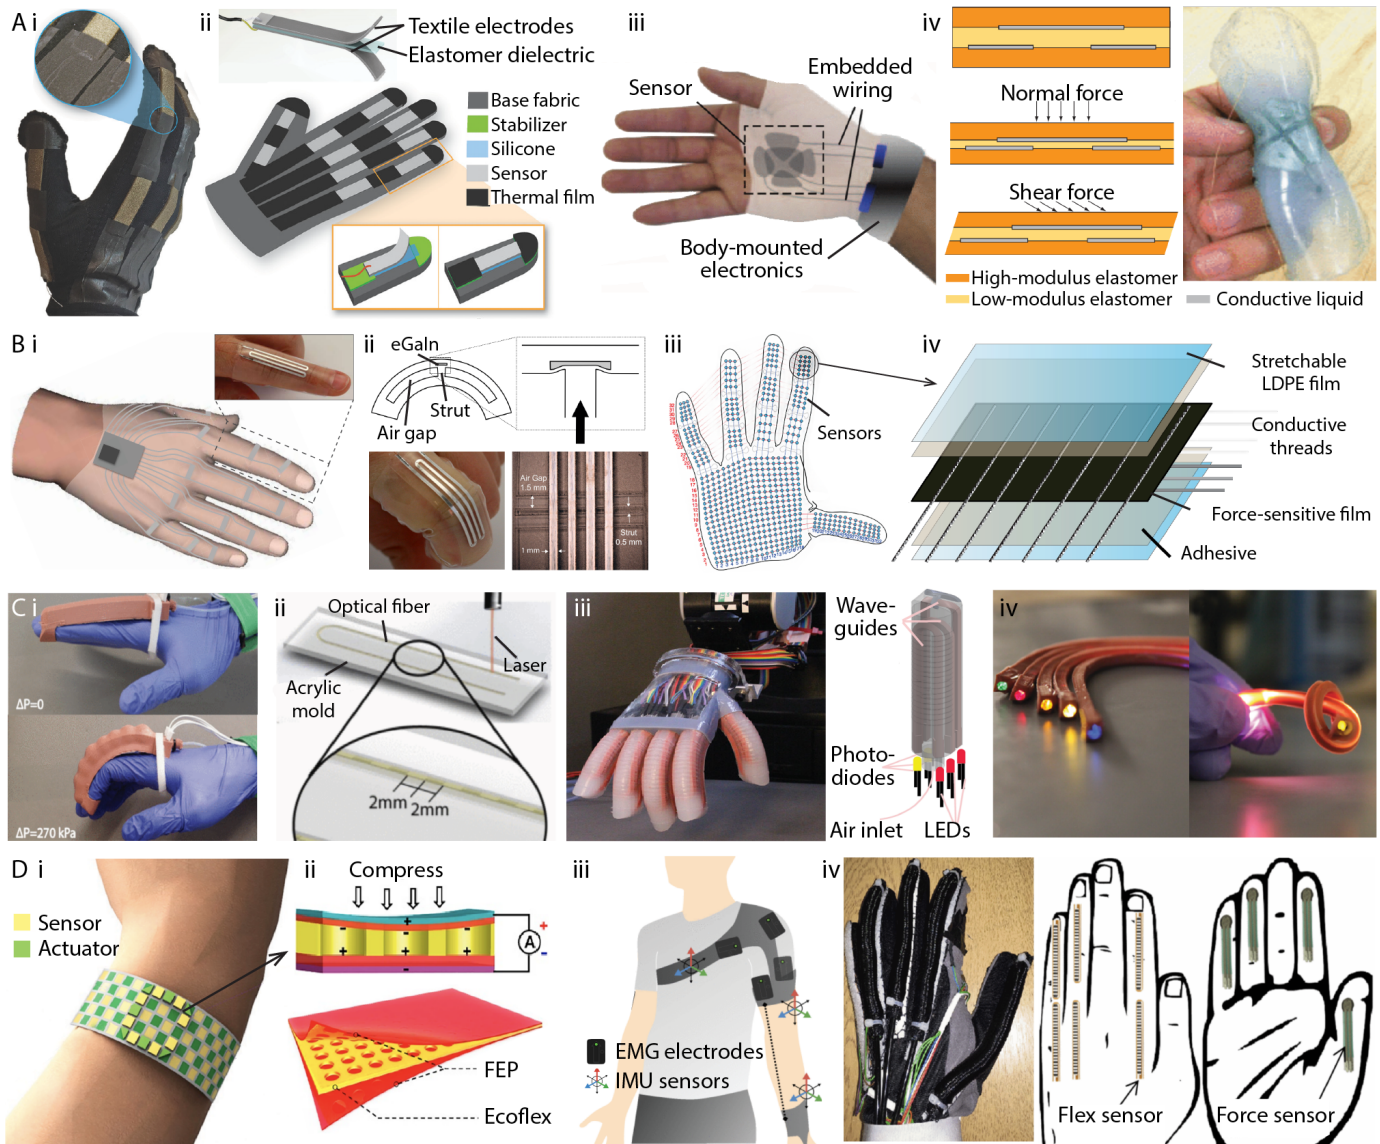 A i
ii
Textile electrodes
Elastomer dielectric
Base fabric
Stabilizer
Silicone
Sensor
Thermal film
iii
Sensor
Embedded
wiring
Body-mounted
electronics
iv
Normal force
Shear force
High-modulus elastomer
Low-modulus elastomer
Conductive liquid
B i
ii
eGaIn
Strut
Air gap
Air Gap
1.5 mm
Strut
0.5 mm
1 mm
iii
Sensors
iv
Stretchable
LDPE film
Conductive
threads
Force-sensitive film
Adhesive
C i
ΔP=0
ΔP=270 kPa
ii
Optical fiber
Laser
Acrylic
mold
2mm
2mm
iii
Wave-
guides
Photo-
diodes
Air inlet
LEDs
iv
D i
Sensor
Actuator
ii
Compress
A
+
-
FEP
Ecoflex
iii
EMG electrodes
IMU sensors
iv
Flex sensor
Force sensor